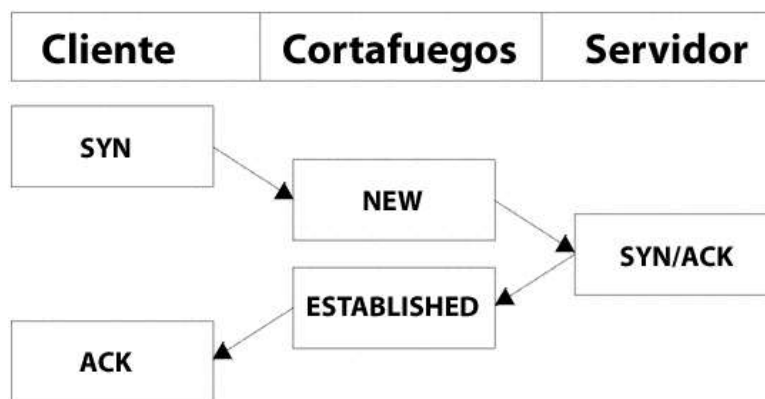 Cliente Cortafuegos Servidor
SYN
NEW
SYN/ACK
ESTABLISHED
ACK